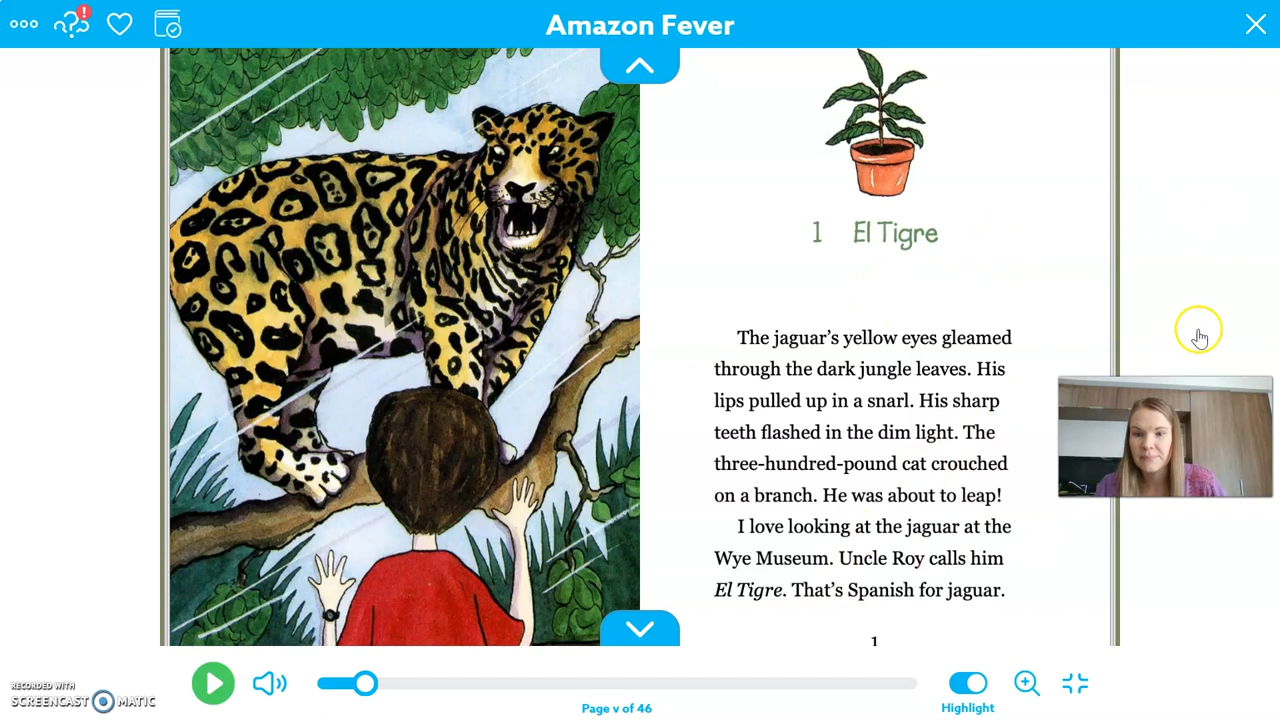 Amazon Fever
1 El Tigre
The jaguar's yellow eyes gleamed
through the dark jungle leaves. His
lips pulled up in a snarl. His sharp
teeth flashed in the dim light. The
three-hundred-pound cat crouched
on a branch. He was about to leap!
I love looking at the jaguar at the
Wye Museum. Uncle Roy calls him
El Tigre. That's Spanish for jaguar.
1
Page v of 46
Highlight
RECORDED WITH
SCREENCAST MATIC